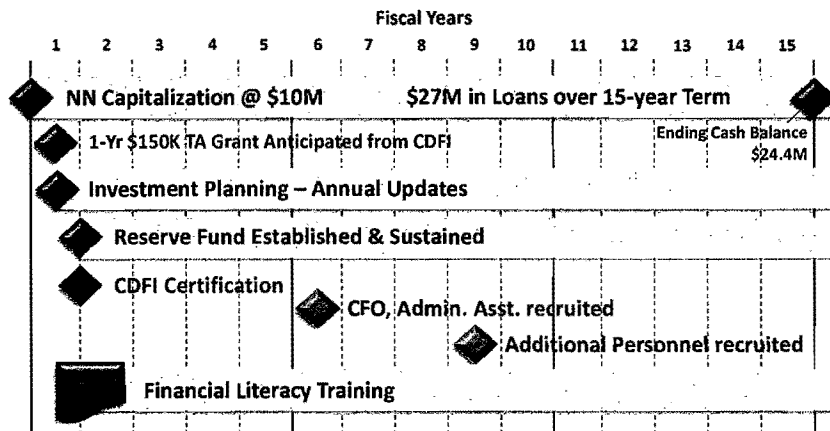 Fiscal Years
1 2 3 4 5 6 7 8 9 10 11 12 13 14 15
NN Capitalization @ $10M $27M in Loans over 15-year Term
1-Yr $150K TA Grant Anticipated from CDFI
Ending Cash Balance
$24.4M
Investment Planning – Annual Updates
Reserve Fund Established & Sustained
CDFI Certification
CFO, Admin. Asst. recruited
Additional Personnel recruited
Financial Literacy Training